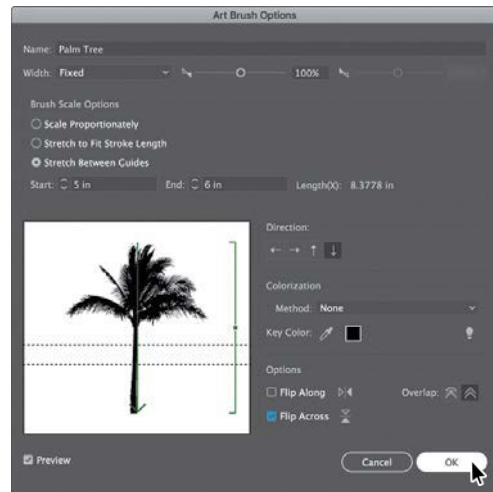 Art Brush Options
Name: Palm Tree
Width: Fixed 100%
Brush Scale Options
Scale Proportionately
Stretch to Fit Stroke Length
Stretch Between Guides
Start: 5 in End: 6 in Length(X): 8.3778 in
Direction:
Colorization
Method: None
Key Color:
Options
Flip Along Overlap:
Flip Across
Preview Cancel OK